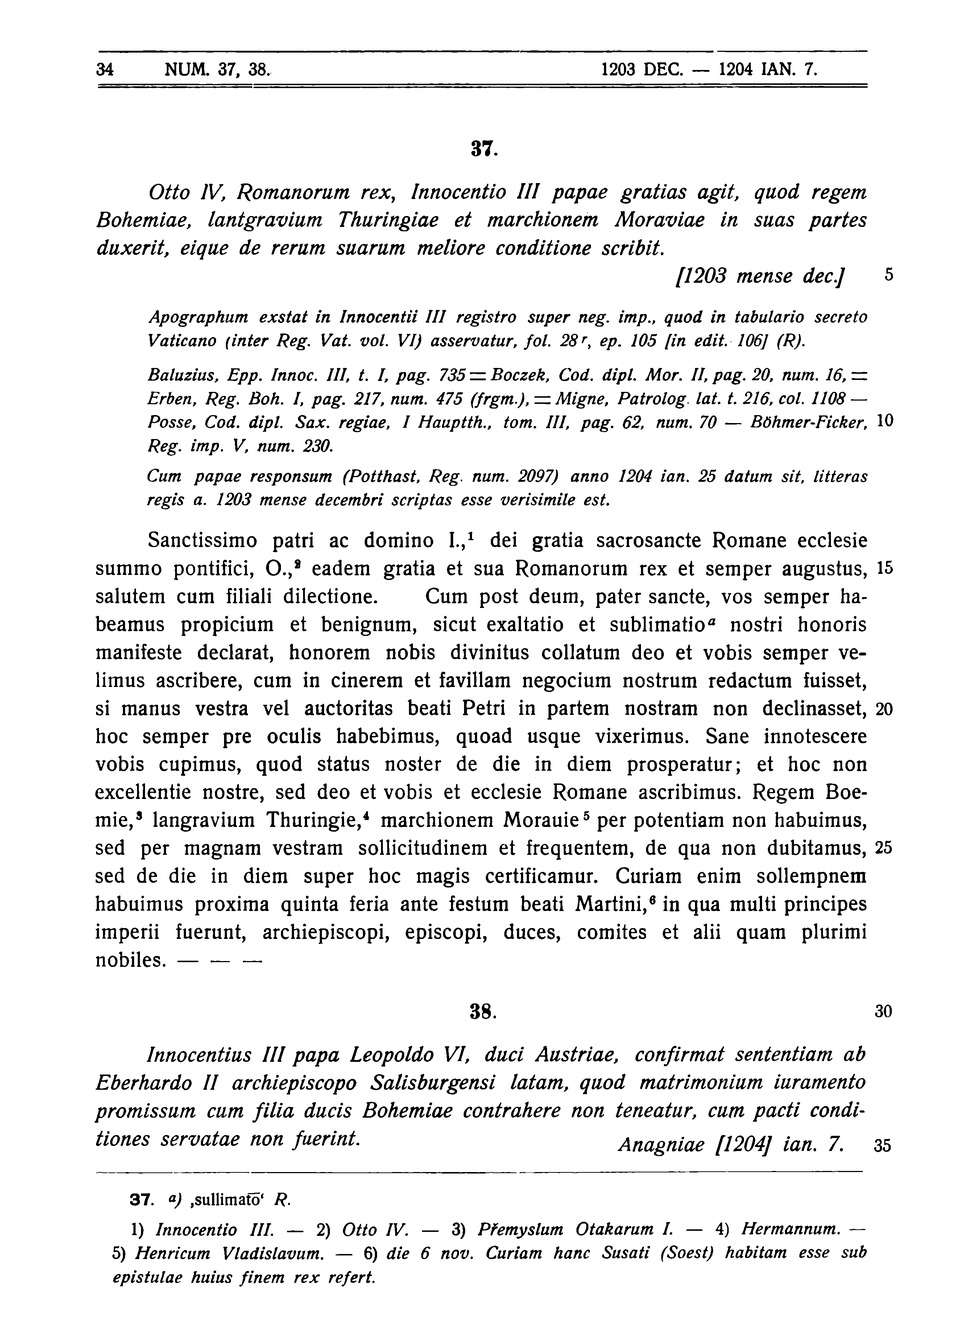 34 NUM. 37, 38. 1203 DEC. — 1204 IAN. 7.
37.
Otto IV, Romanorum rex, Innocentio III papae gratias agit, quod regem
Bohemiae, lantgravium Thuringiae et marchionem Moraviae in suas partes
duxerit, eique de rerum suarum meliore conditione scribit.
[1203 mense dec.] 5
Apographum exstat in Innocentii III registro super neg. imp., quod in tabulario secreto
Vaticano (inter Reg. Vat. vol. VI) asservatur, fol. 28 r, ep. 105 [in edit. 106] (R).
Baluzius, Epp. Innoc. III, t. I, pag. 735 = Boczek, Cod. dipl. Mor. II, pag. 20, num. 16, =
Erben, Reg. Boh. I, pag. 217, num. 475 (frgm.), = Migne, Patrolog. lat. t. 216, col. 1108 —
Posse, Cod. dipl. Sax. regiae, I Hauptth., tom. III, pag. 62, num. 70 — Böhmer-Ficker, 10
Reg. imp. V, num. 230.
Cum papae responsum (Potthast, Reg. num. 2097) anno 1204 ian. 25 datum sit, litteras
regis a. 1203 mense decembri scriptas esse verisimile est.
Sanctissimo patri ac domino I.,¹ dei gratia sacrosancte Romane ecclesie
summo pontifici, O.,² eadem gratia et sua Romanorum rex et semper augustus, 15
salutem cum filiali dilectione. Cum post deum, pater sancte, vos semper ha-
beamus propicium et benignum, sicut exaltatio et sublimatioᵃ nostri honoris
manifeste declarat, honorem nobis divinitus collatum deo et vobis semper ve-
limus ascribere, cum in cinerem et favillam negocium nostrum redactum fuisset,
si manus vestra vel auctoritas beati Petri in partem nostram non declinasset, 20
hoc semper pre oculis habebimus, quoad usque vixerimus. Sane innotescere
vobis cupimus, quod status noster de die in diem prosperatur; et hoc non
excellentie nostre, sed deo et vobis et ecclesie Romane ascribimus. Regem Boe-
mie,³ langravium Thuringie,⁴ marchionem Morauie⁵ per potentiam non habuimus,
sed per magnam vestram sollicitudinem et frequentem, de qua non dubitamus, 25
sed de die in diem super hoc magis certificamur. Curiam enim sollempnem
habuimus proxima quinta feria ante festum beati Martini,⁶ in qua multi principes
imperii fuerunt, archiepiscopi, episcopi, duces, comites et alii quam plurimi
nobiles. — — —
38. 30
Innocentius III papa Leopoldo VI, duci Austriae, confirmat sententiam ab
Eberhardo II archiepiscopo Salisburgensi latam, quod matrimonium iuramento
promissum cum filia ducis Bohemiae contrahere non teneatur, cum pacti condi-
tiones servatae non fuerint. Anagniae [1204] ian. 7. 35
37. a) ‚sullimatō‘ R.
1) Innocentio III. — 2) Otto IV. — 3) Přemyslum Otakarum I. — 4) Hermannum. —
5) Henricum Vladislavum. — 6) die 6 nov. Curiam hanc Susati (Soest) habitam esse sub
epistulae huius finem rex refert.